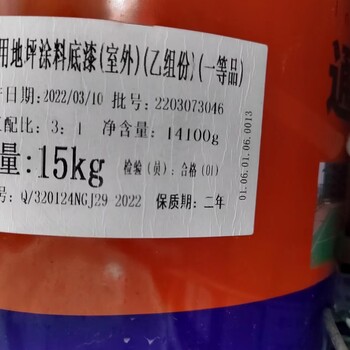 用地坪涂料底漆(室外)(乙组份)(一等品)
日期: 2022/03/10 批号: 2203073046
配比: 3: 1 净含量: 14100g
量:15kg 检验(员): 合格(01)
号: Q/320124NGJ29 2022 保质期: 二年
01.06.01.06.0013